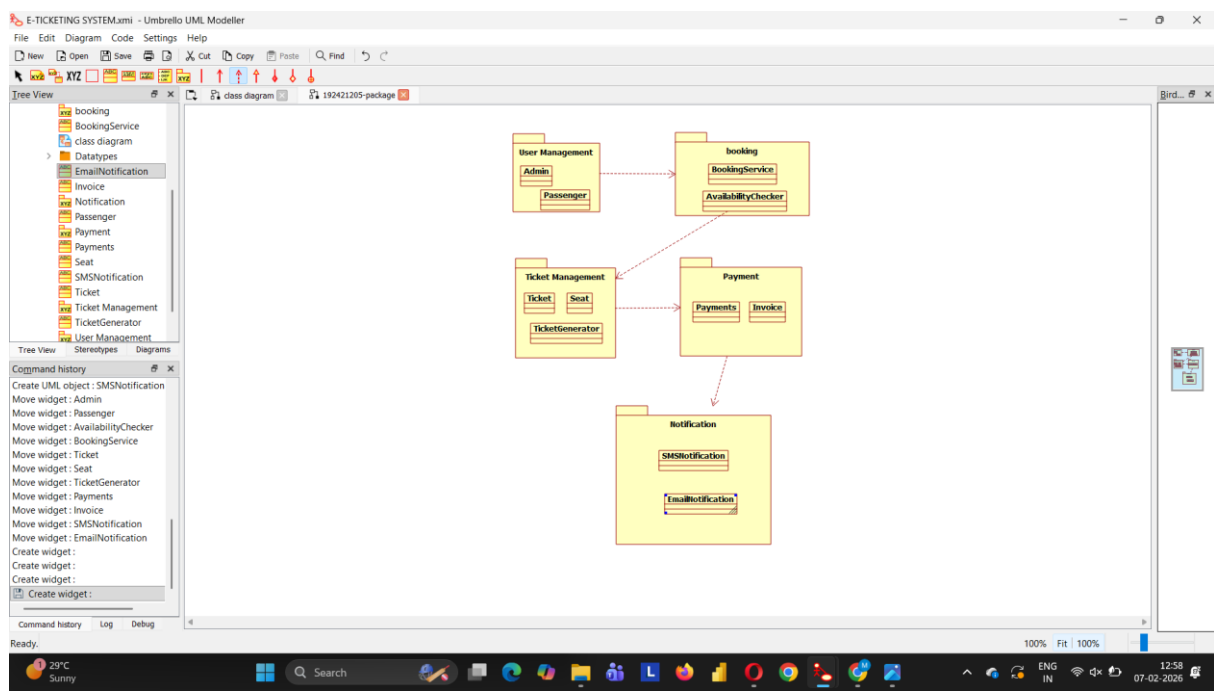 E-TICKETING SYSTEM.xmi - Umbrello UML Modeller
File Edit Diagram Code Settings Help
New Open Save Cut Copy Paste Find
XYZ
Tree View
class diagram
192421205-package
Bird...
booking
BookingService
class diagram
Datatypes
EmailNotification
Invoice
Notification
Passenger
Payment
Payments
Seat
SMSNotification
Ticket
Ticket Management
TicketGenerator
User Management
Tree View Stereotypes Diagrams
Command history
Create UML object : SMSNotification
Move widget : Admin
Move widget : Passenger
Move widget : AvailabilityChecker
Move widget : BookingService
Move widget : Ticket
Move widget : Seat
Move widget : TicketGenerator
Move widget : Payments
Move widget : Invoice
Move widget : SMSNotification
Move widget : EmailNotification
Create widget :
Create widget :
Create widget :
Create widget :
Command history Log Debug
User Management
Admin
Passenger
booking
BookingService
AvailabilityChecker
Ticket Management
Ticket Seat
TicketGenerator
Payment
Payments Invoice
Notification
SMSNotification
EmailNotification
Ready.
100% Fit 100%
1
29°C
Sunny
Search
L
ENG
IN
12:58
07-02-2026